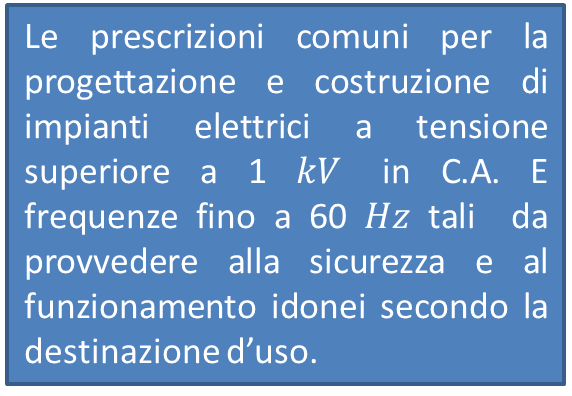 Le prescrizioni comuni per la
progettazione e costruzione di
impianti elettrici a tensione
superiore a 1 kV in C.A. E
frequenze fino a 60 Hz tali da
provvedere alla sicurezza e al
funzionamento idonei secondo la
destinazione d’uso.